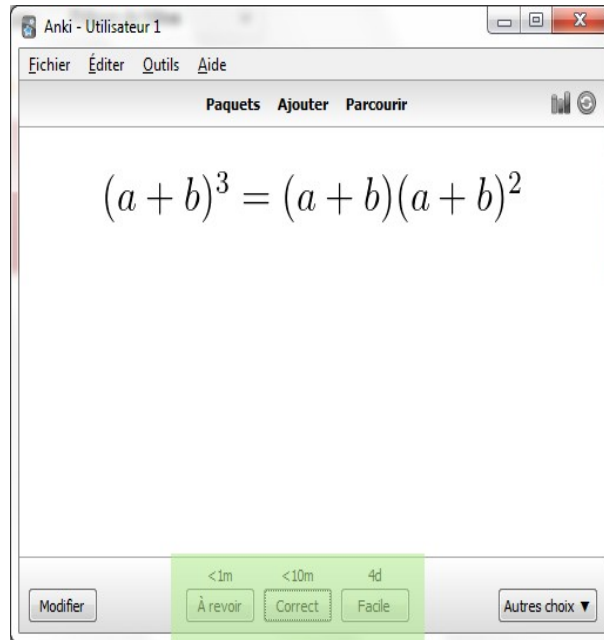 Anki - Utilisateur 1
Fichier Éditer Outils Aide
Paquets Ajouter Parcourir
(a + b)³ = (a + b)(a + b)²
<1m <10m 4d
Modifier À revoir Correct Facile Autres choix ▼